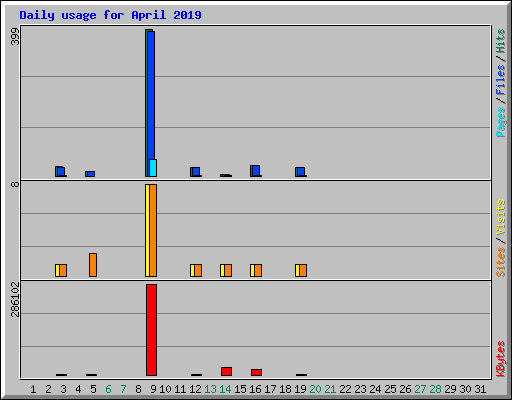 Daily usage for April 2019
399
Pages / Files / Hits
8
Sites / Visits
286102
KBytes
1 2 3 4 5 6 7 8 9 10 11 12 13 14 15 16 17 18 19 20 21 22 23 24 25 26 27 28 29 30 31